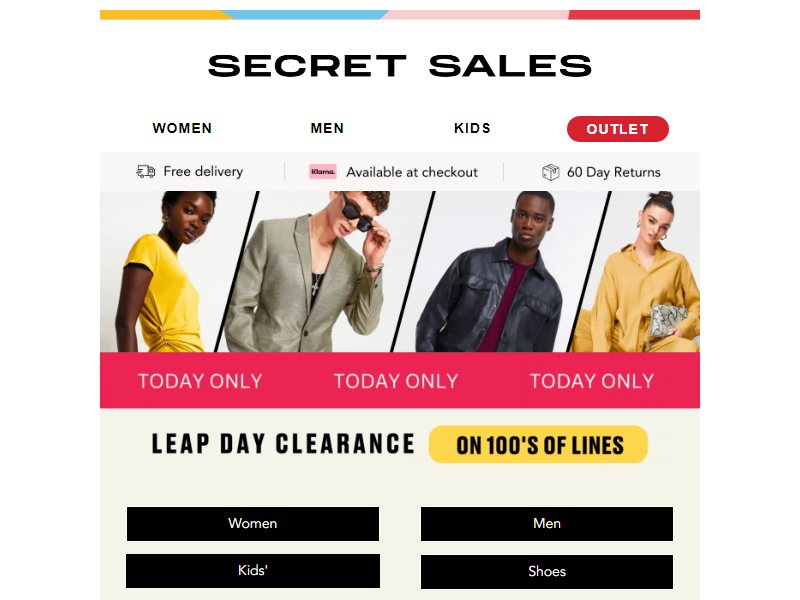 SECRET SALES
WOMEN MEN KIDS OUTLET
Free delivery Klarna. Available at checkout 60 Day Returns
TODAY ONLY TODAY ONLY TODAY ONLY
LEAP DAY CLEARANCE ON 100'S OF LINES
Women Men
Kids' Shoes